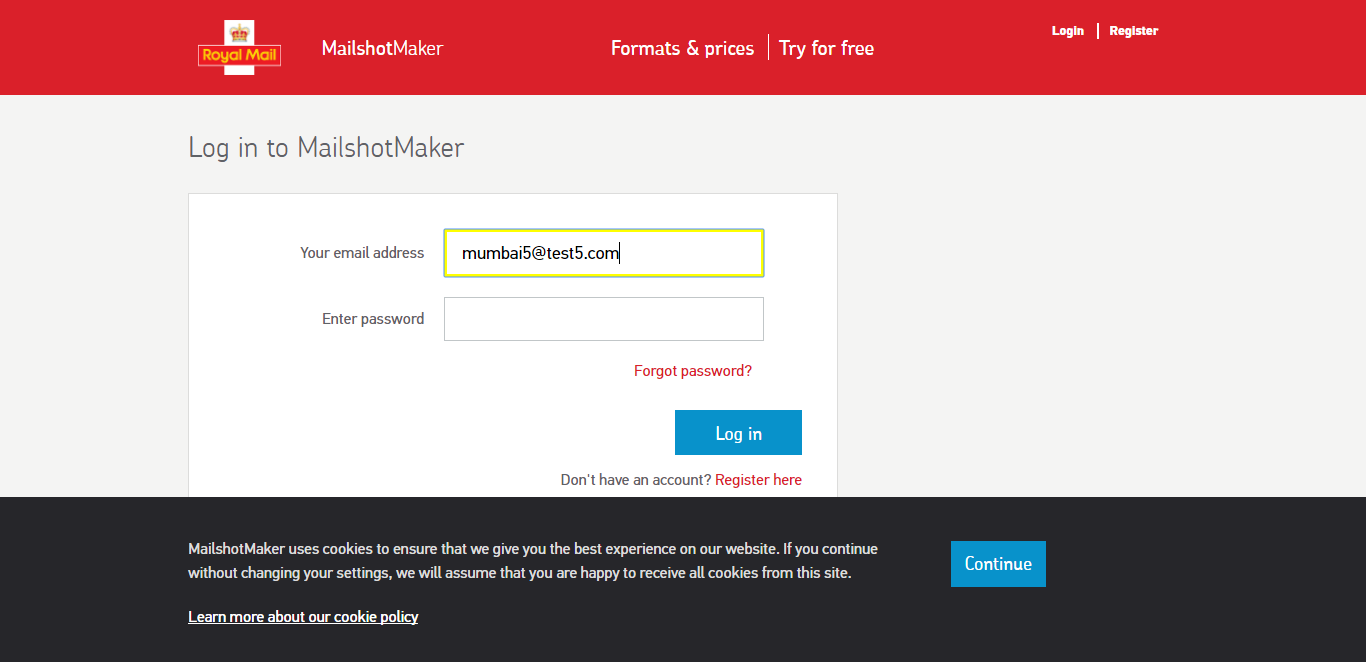 Royal Mail
MailshotMaker
Formats & prices
Try for free
Login
Register
Log in to MailshotMaker
Your email address
mumbai5@test5.com
Enter password
Forgot password?
Log in
Don't have an account? Register here
MailshotMaker uses cookies to ensure that we give you the best experience on our website. If you continue
without changing your settings, we will assume that you are happy to receive all cookies from this site.
Continue
Learn more about our cookie policy